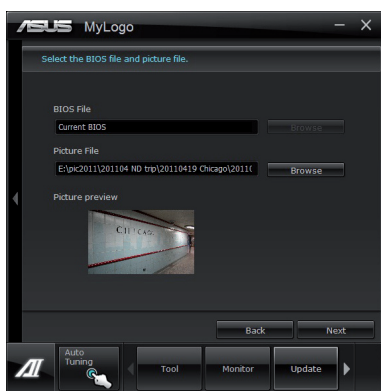 ASUS MyLogo
Select the BIOS file and picture file.
BIOS File
Current BIOS
Browse
Picture File
E:\pic2011\201104 ND trip\20110419 Chicago\2011(
Browse
Picture preview
CHICAGO
Back
Next
Auto
Tuning
Tool
Monitor
Update